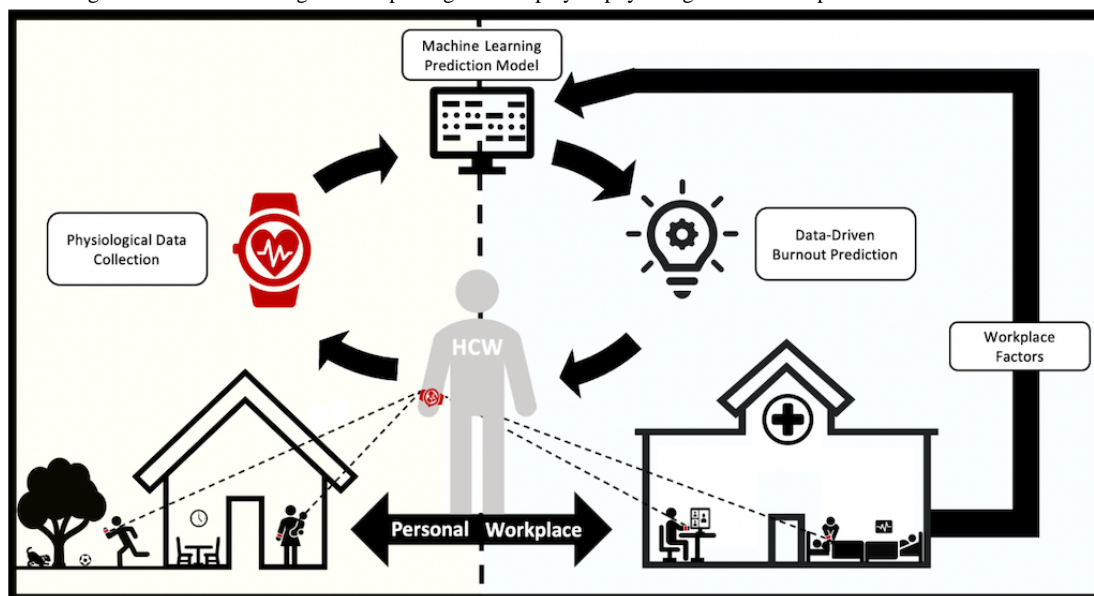 Machine Learning
Prediction Model
Physiological Data
Collection
Data-Driven
Burnout Prediction
HCW
Workplace
Factors
Personal Workplace